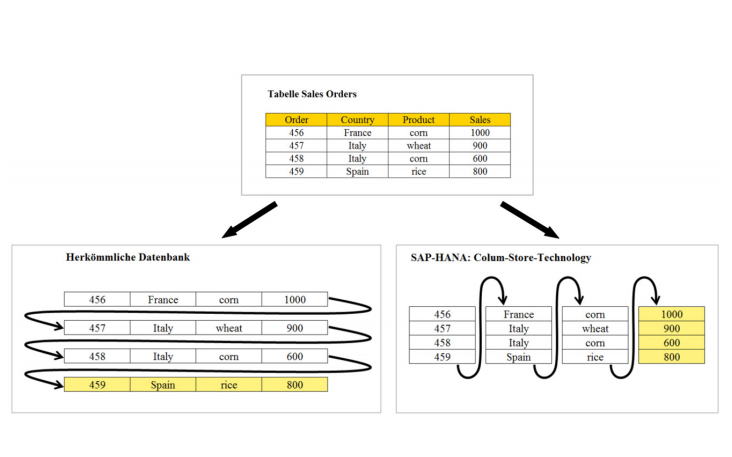 Tabelle Sales Orders
Order Country Product Sales
456 France corn 1000
457 Italy wheat 900
458 Italy corn 600
459 Spain rice 800
Herkömmliche Datenbank
456 France corn 1000
457 Italy wheat 900
458 Italy corn 600
459 Spain rice 800
SAP-HANA: Colum-Store-Technology
456 France corn 1000
457 Italy wheat 900
458 Italy corn 600
459 Spain rice 800